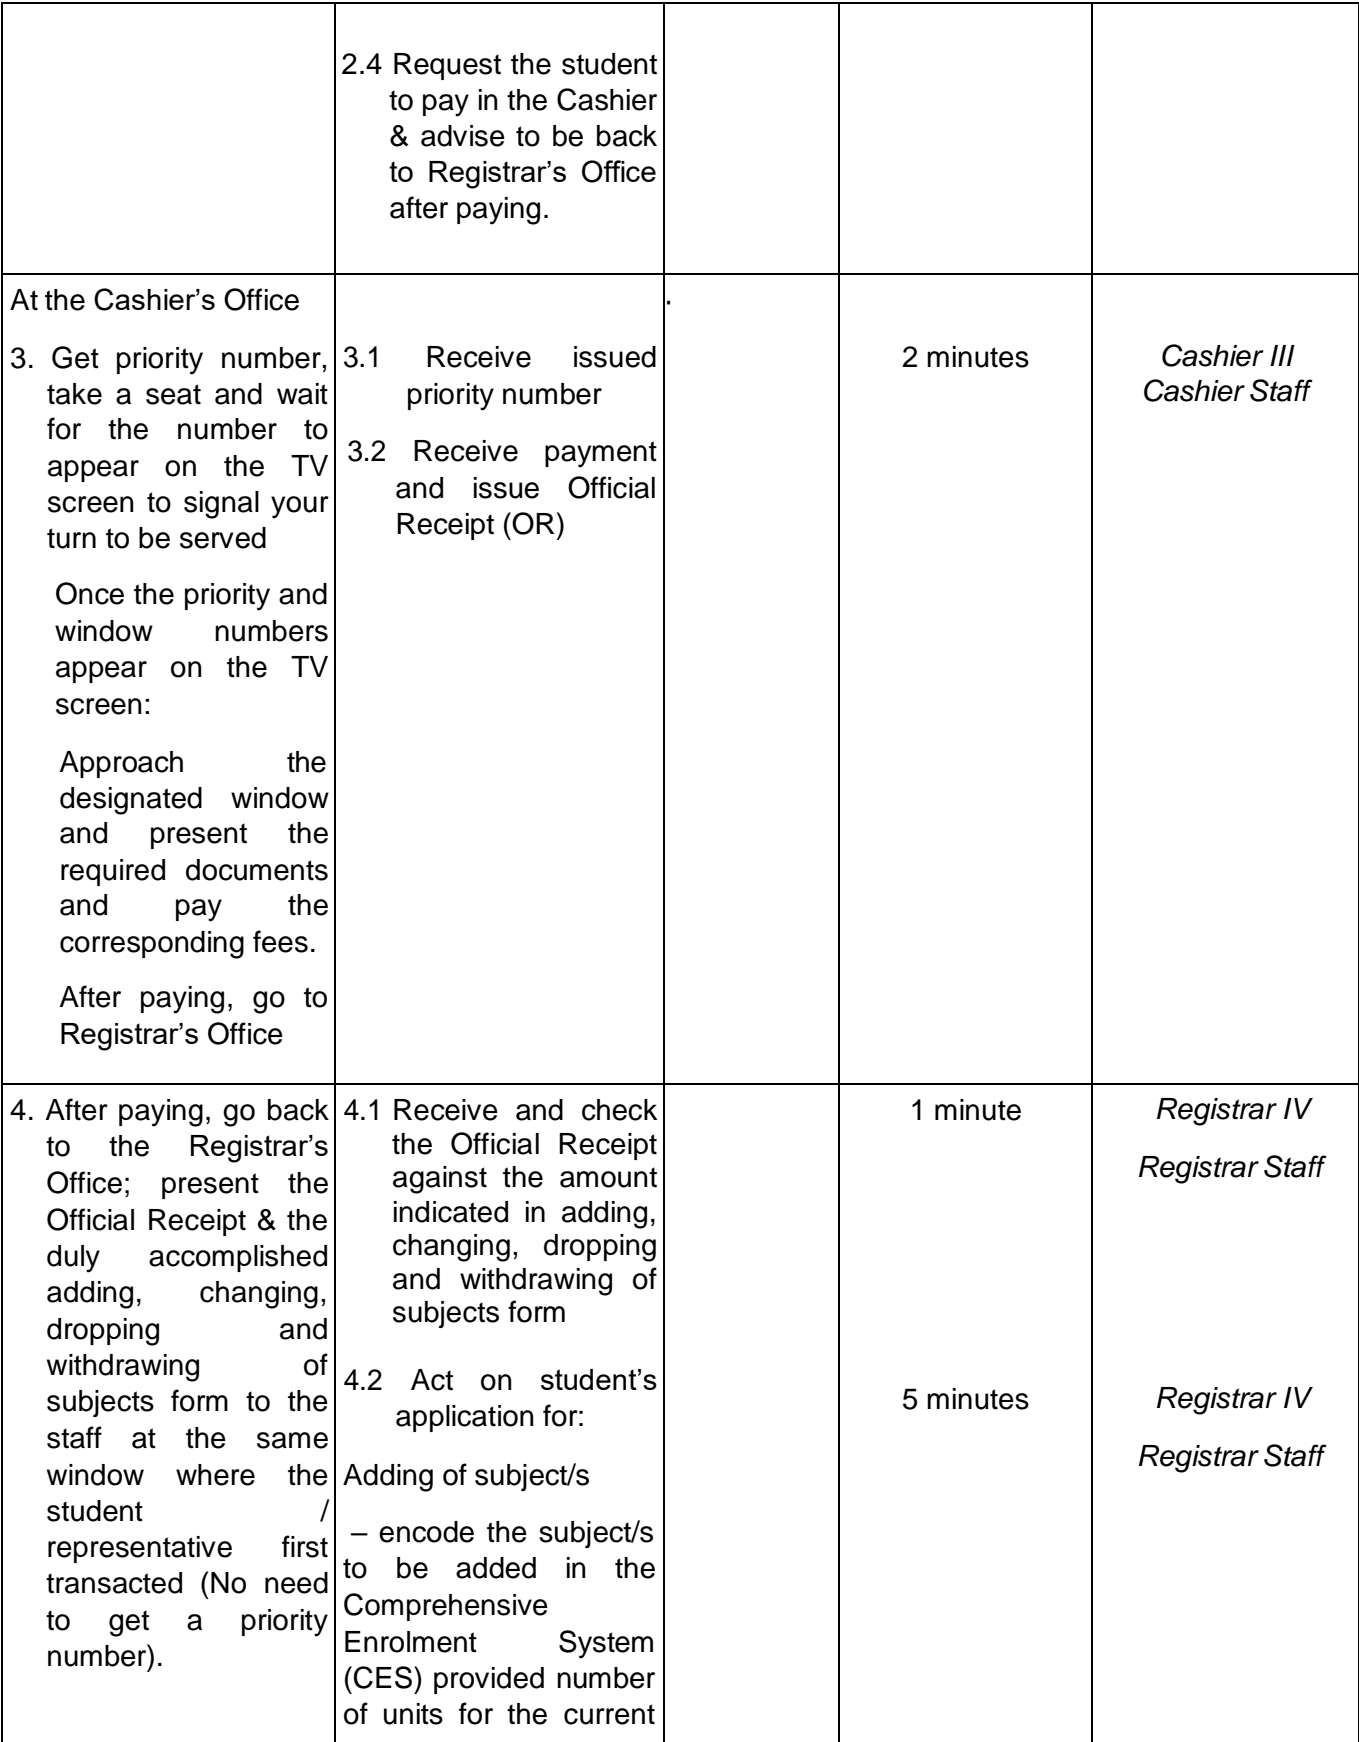 2.4 Request the student
to pay in the Cashier
& advise to be back
to Registrar’s Office
after paying.
At the Cashier’s Office
3. Get priority number,
take a seat and wait
for the number to
appear on the TV
screen to signal your
turn to be served
Once the priority and
window numbers
appear on the TV
screen:
Approach the
designated window
and present the
required documents
and pay the
corresponding fees.
After paying, go to
Registrar’s Office
3.1 Receive issued
priority number
3.2 Receive payment
and issue Official
Receipt (OR)
.
2 minutes
Cashier III
Cashier Staff
4. After paying, go back
to the Registrar’s
Office; present the
Official Receipt & the
duly accomplished
adding, changing,
dropping and
withdrawing of
subjects form to the
staff at the same
window where the
student /
representative first
transacted (No need
to get a priority
number).
4.1 Receive and check
the Official Receipt
against the amount
indicated in adding,
changing, dropping
and withdrawing of
subjects form
4.2 Act on student’s
application for:
Adding of subject/s
– encode the subject/s
to be added in the
Comprehensive
Enrolment System
(CES) provided number
of units for the current
1 minute
5 minutes
Registrar IV
Registrar Staff
Registrar IV
Registrar Staff